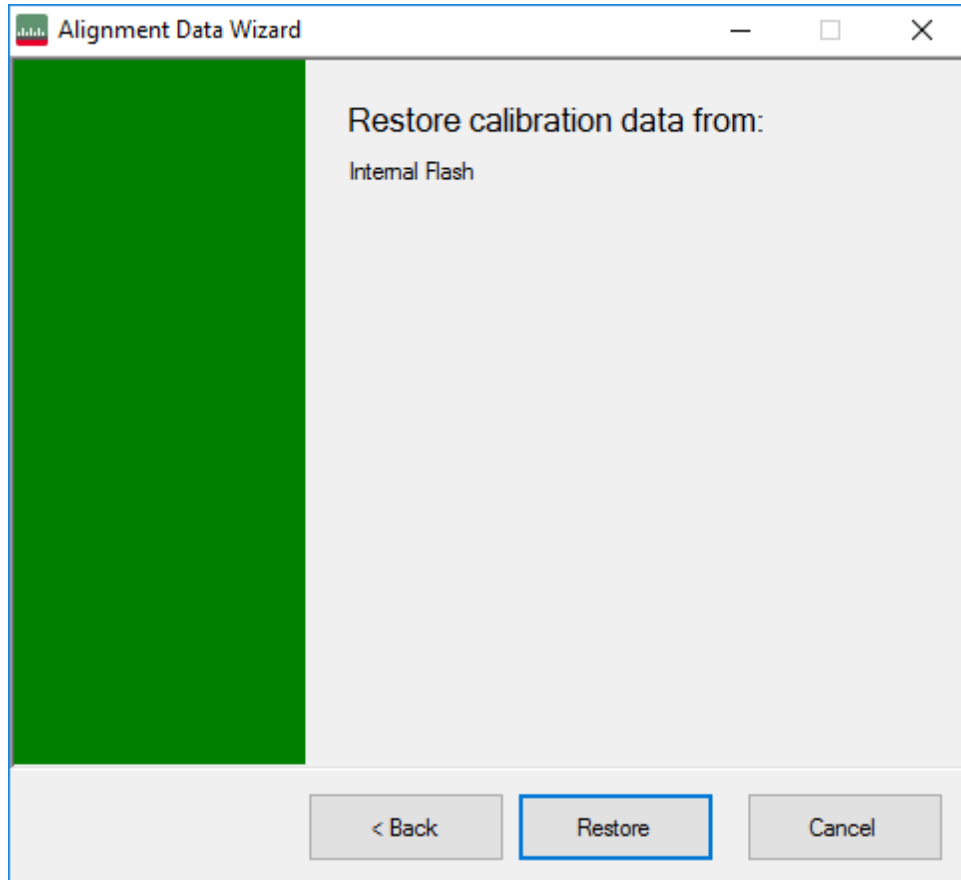 Alignment Data Wizard
Restore calibration data from:
Internal Flash
< Back
Restore
Cancel